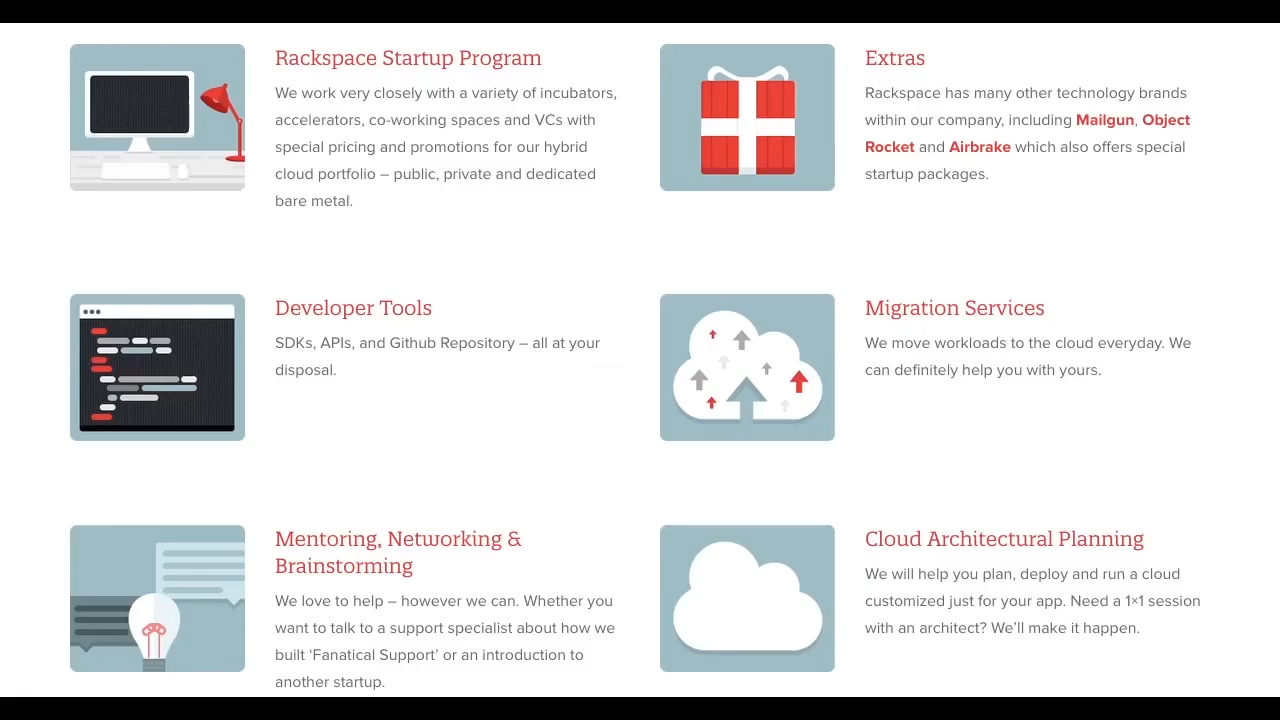 Rackspace Startup Program
We work very closely with a variety of incubators,
accelerators, co-working spaces and VCs with
special pricing and promotions for our hybrid
cloud portfolio – public, private and dedicated
bare metal.
Extras
Rackspace has many other technology brands
within our company, including Mailgun, Object
Rocket and Airbrake which also offers special
startup packages.
Developer Tools
SDKs, APIs, and Github Repository – all at your
disposal.
Migration Services
We move workloads to the cloud everyday. We
can definitely help you with yours.
Mentoring, Networking &
Brainstorming
We love to help – however we can. Whether you
want to talk to a support specialist about how we
built ‘Fanatical Support’ or an introduction to
another startup.
Cloud Architectural Planning
We will help you plan, deploy and run a cloud
customized just for your app. Need a 1×1 session
with an architect? We’ll make it happen.